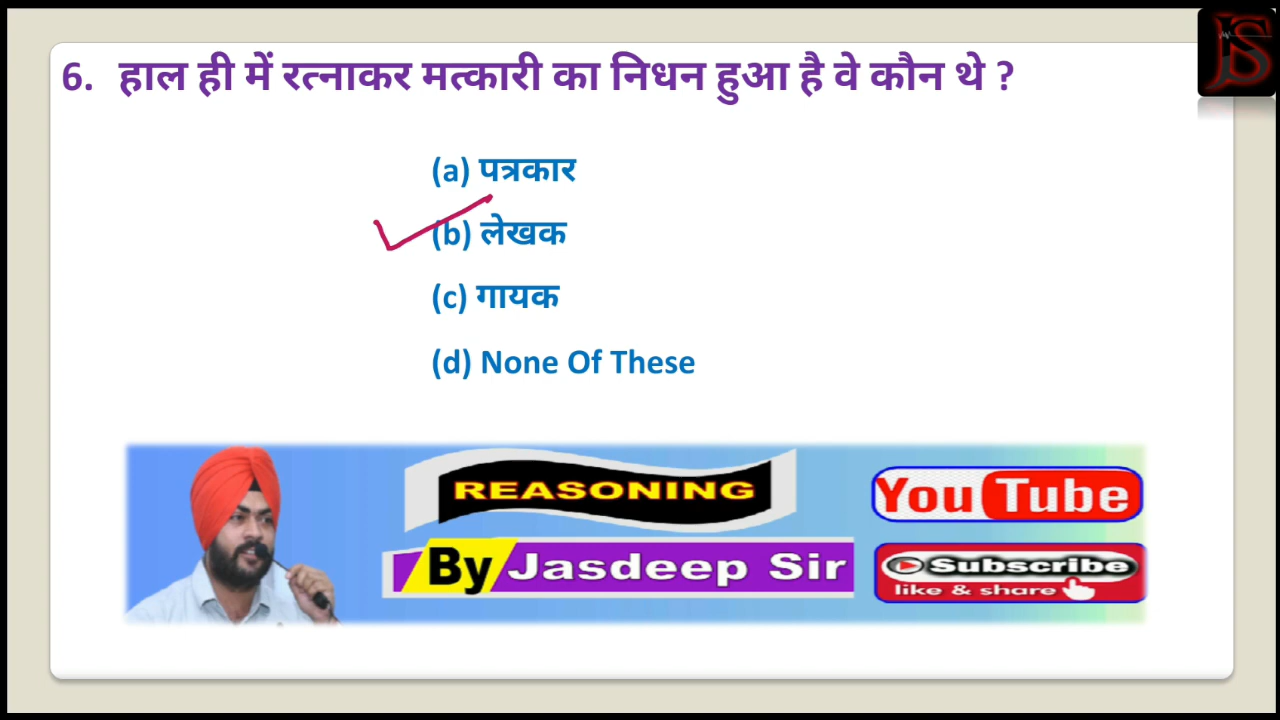 6. हाल ही में रत्नाकर मत्कारी का निधन हुआ है वे कौन थे ?
(a) पत्रकार
(b) लेखक
(c) गायक
(d) None Of These
REASONING
By Jasdeep Sir
YouTube
Subscribe
like & share
JS